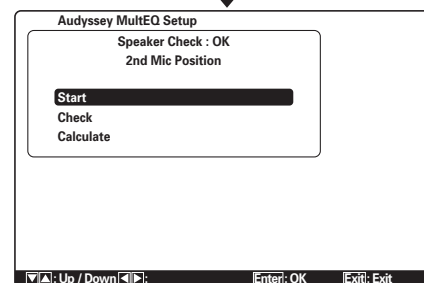 Audyssey MultEQ Setup
Speaker Check : OK
2nd Mic Position
Start
Check
Calculate
▼▲: Up / Down ◀▶: Enter: OK Exit: Exit